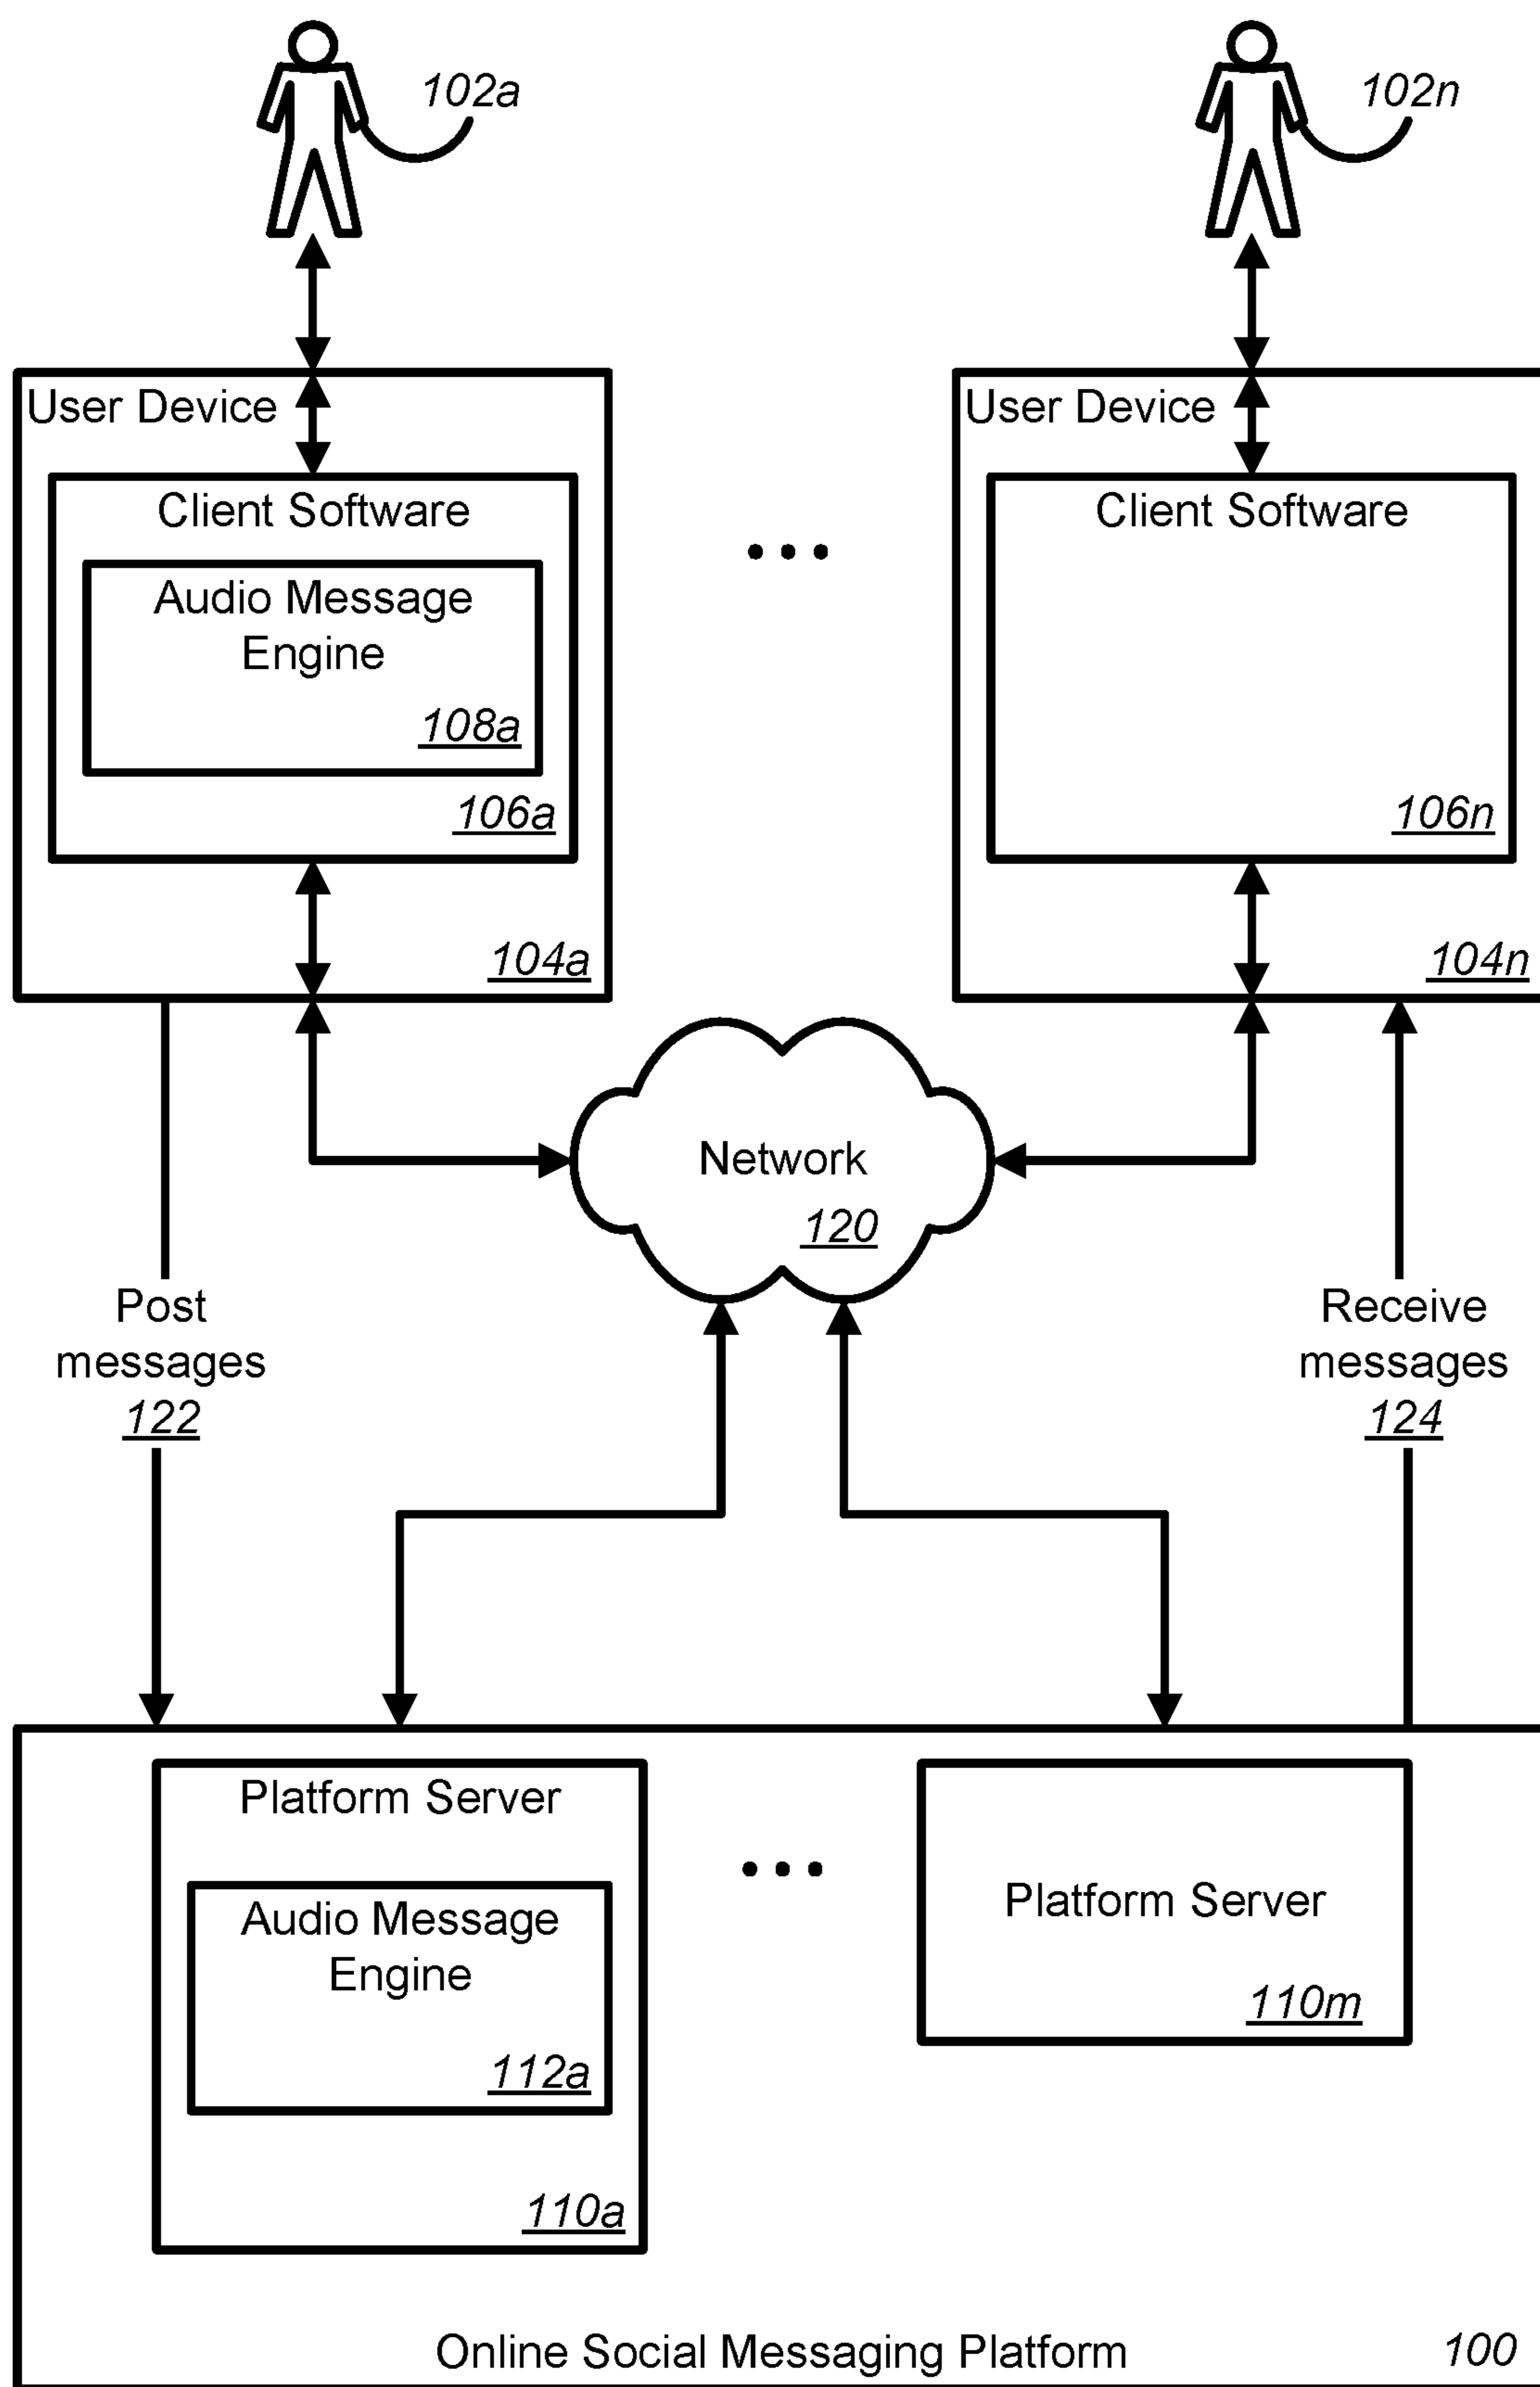 102a
102n
User Device
Client Software
Audio Message
Engine
108a
106a
104a
...
User Device
Client Software
106n
104n
Network
120
Post
messages
122
Receive
messages
124
Platform Server
Audio Message
Engine
112a
110a
...
Platform Server
110m
Online Social Messaging Platform
100